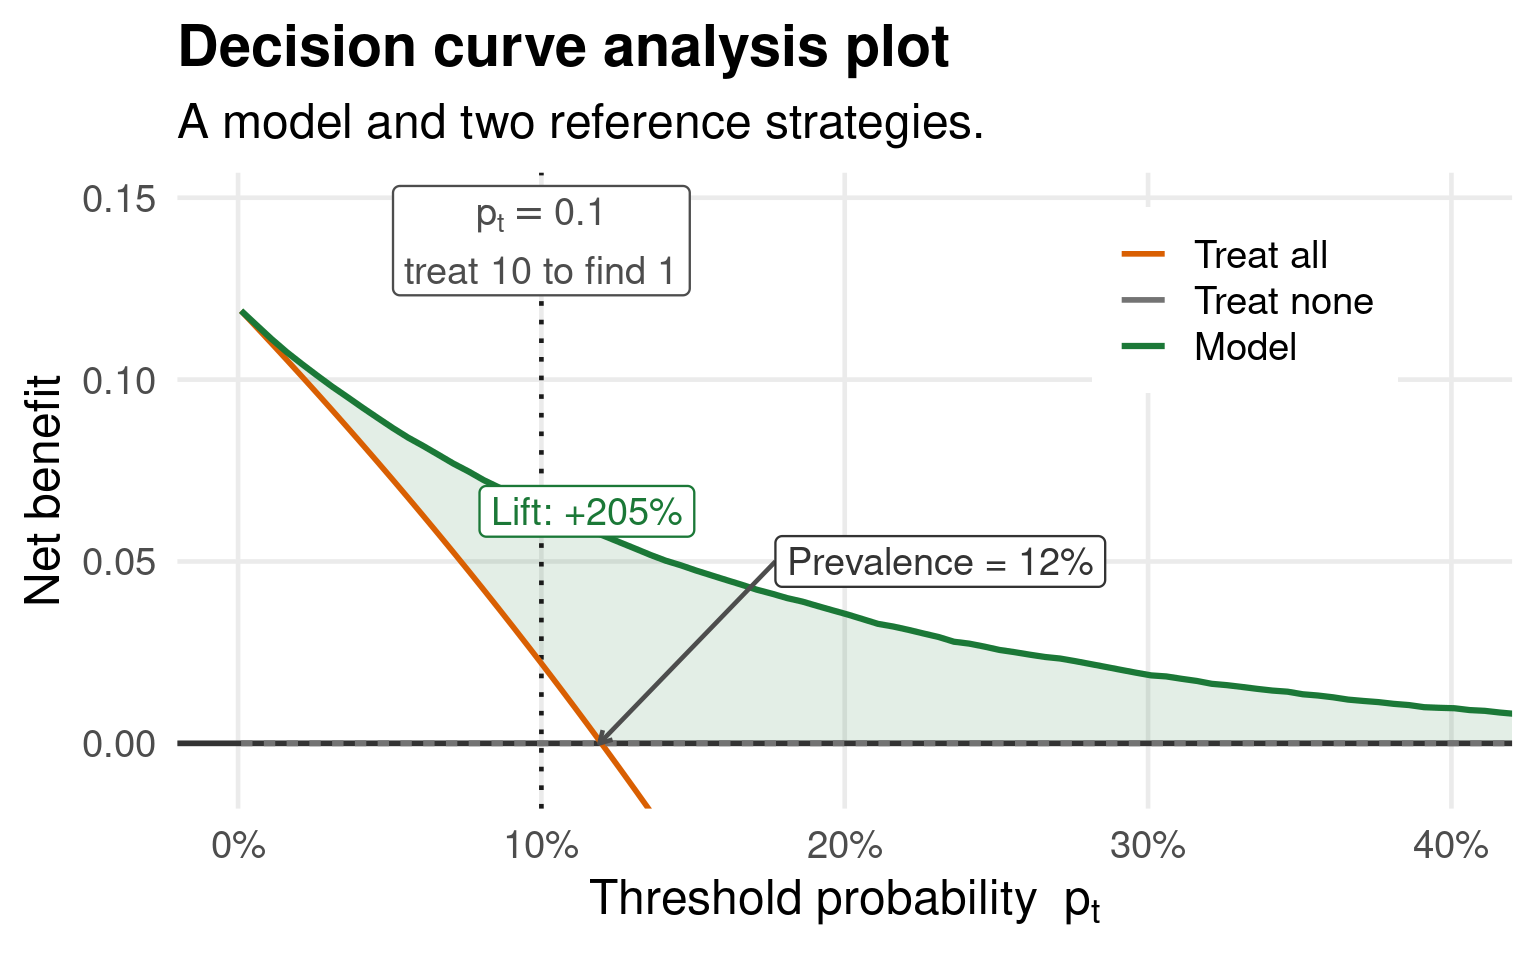 Decision curve analysis plot
A model and two reference strategies.
Net benefit
0.15
0.10
0.05
0.00
pt = 0.1
treat 10 to find 1
Lift: +205%
Prevalence = 12%
Treat all
Treat none
Model
0%
10%
20%
30%
40%
Threshold probability pt